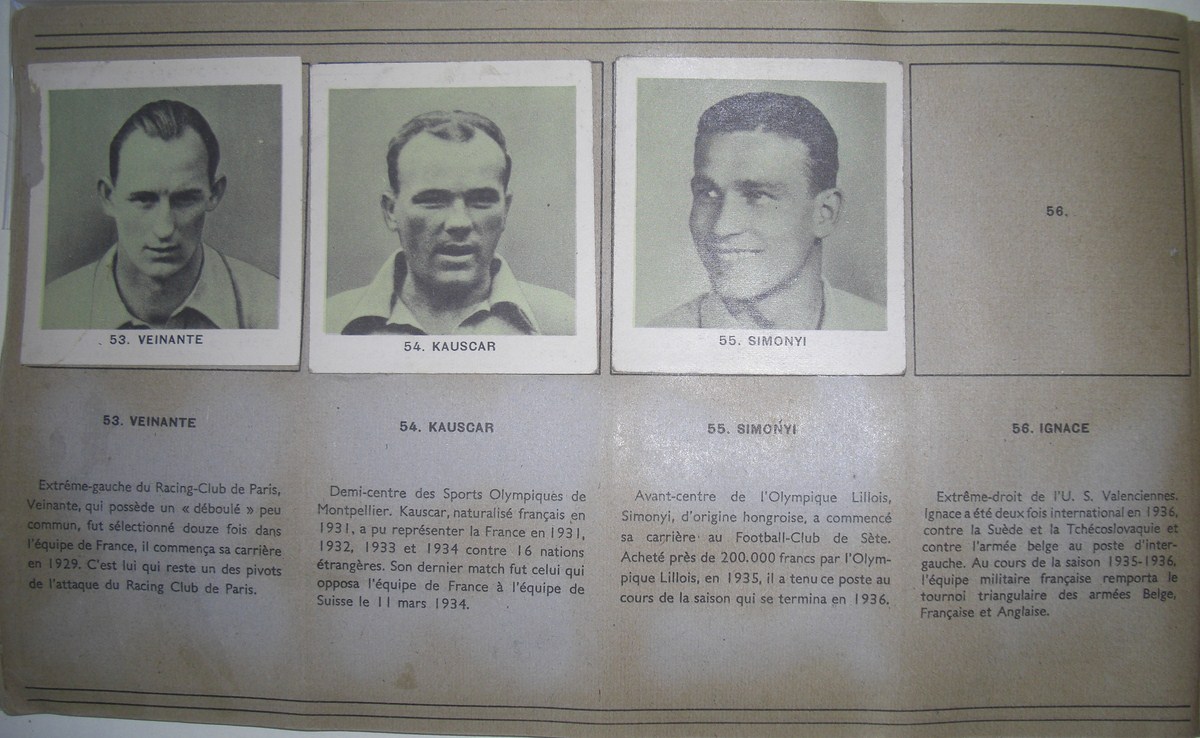 53. VEINANTE
54. KAUSCAR
55. SIMONYI
56.
53. VEINANTE
Extréme-gauche du Racing-Club de Paris,
Veinante, qui possède un « déboulé » peu
commun, fut sélectionné douze fois dans
l'équipe de France, il commença sa carrière
en 1929. C'est lui qui reste un des pivots
de l'attaque du Racing Club de Paris.
54. KAUSCAR
Demi-centre des Sports Olympiques de
Montpellier. Kauscar, naturalisé français en
1931, a pu représenter la France en 1931,
1932, 1933 et 1934 contre 16 nations
étrangères. Son dernier match fut celui qui
opposa l'équipe de France à l'équipe de
Suisse le 11 mars 1934.
55. SIMONYI
Avant-centre de l'Olympique Lillois,
Simonyi, d'origine hongroise, a commencé
sa carrière au Football-Club de Sète.
Acheté près de 200.000 francs par l'Olym-
pique Lillois, en 1935, il a tenu ce poste au
cours de la saison qui se termina en 1936.
56. IGNACE
Extrême-droit de l'U. S. Valenciennes.
Ignace a été deux fois international en 1936,
contre la Suède et la Tchécoslovaquie et
contre l'armée belge au poste d'inter-
gauche. Au cours de la saison 1935-1936,
l'équipe militaire française remporta le
tournoi triangulaire des armées Belge,
Française et Anglaise.